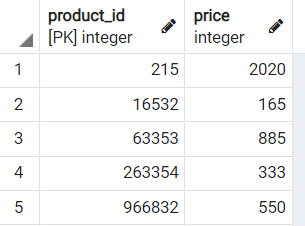 product_id price
[PK] integer integer
1 215 2020
2 16532 165
3 63353 885
4 263354 333
5 966832 550